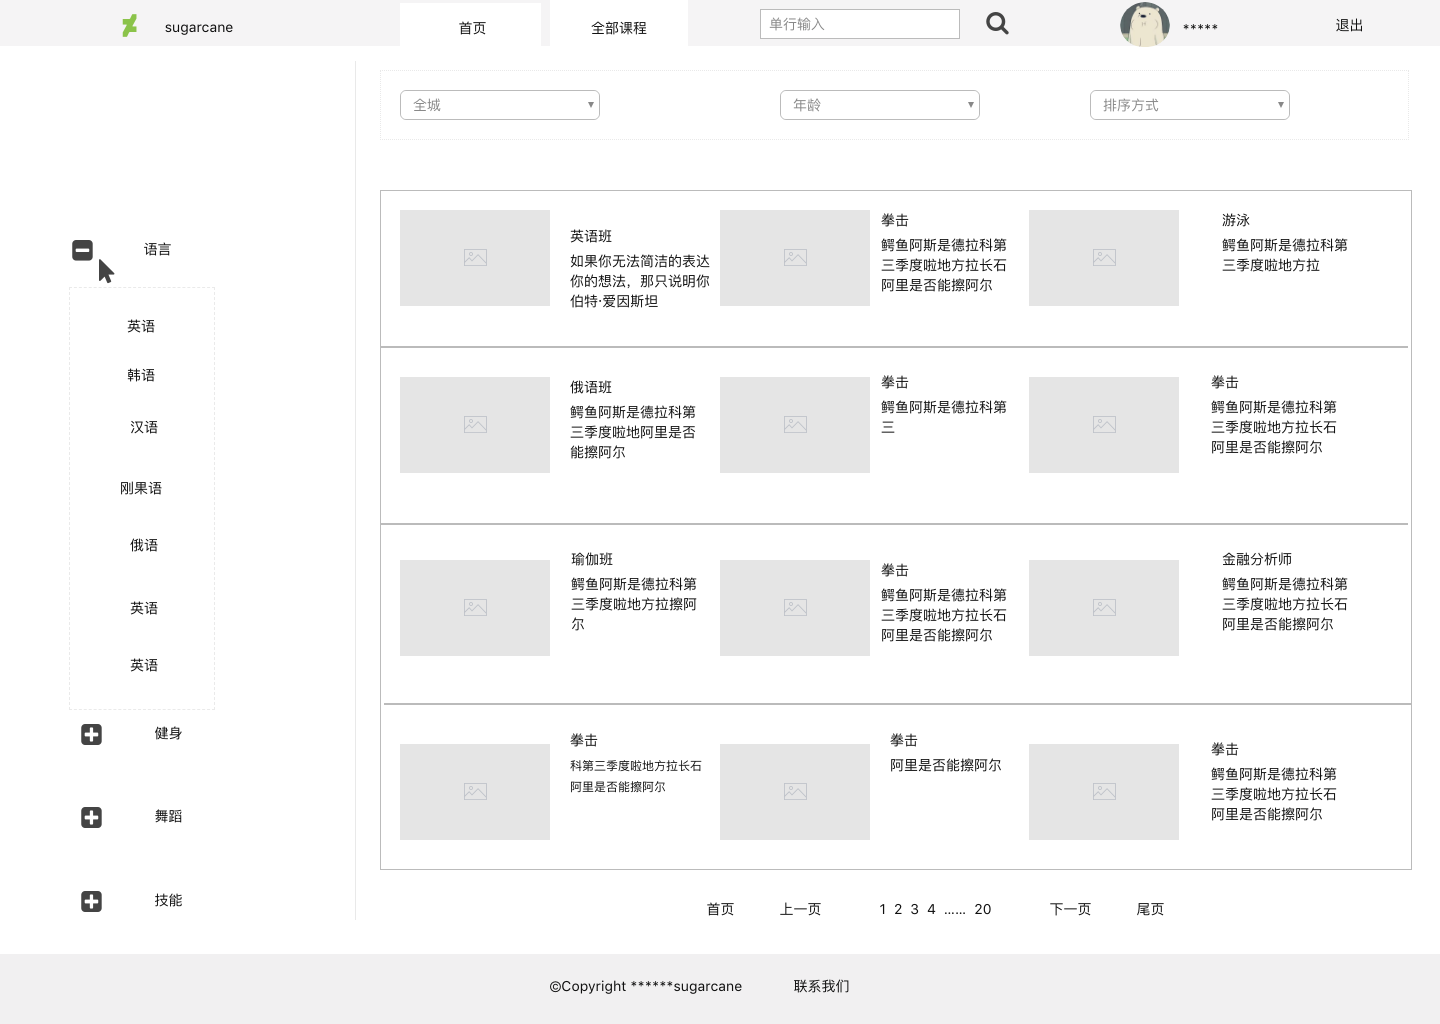 sugarcane
首页
全部课程
单行输入
*****
退出
全城
年龄
排序方式
语言
英语
韩语
汉语
刚果语
俄语
英语
英语
健身
舞蹈
技能
英语班
如果你无法简洁的表达
你的想法，那只说明你
伯特·爱因斯坦
拳击
鳄鱼阿斯是德拉科第
三季度啦地方拉长石
阿里是否能擦阿尔
游泳
鳄鱼阿斯是德拉科第
三季度啦地方拉
俄语班
鳄鱼阿斯是德拉科第
三季度啦地阿里是否
能擦阿尔
拳击
鳄鱼阿斯是德拉科第
三
拳击
鳄鱼阿斯是德拉科第
三季度啦地方拉长石
阿里是否能擦阿尔
瑜伽班
鳄鱼阿斯是德拉科第
三季度啦地方拉擦阿
尔
拳击
鳄鱼阿斯是德拉科第
三季度啦地方拉长石
阿里是否能擦阿尔
金融分析师
鳄鱼阿斯是德拉科第
三季度啦地方拉长石
阿里是否能擦阿尔
拳击
科第三季度啦地方拉长石
阿里是否能擦阿尔
拳击
阿里是否能擦阿尔
拳击
鳄鱼阿斯是德拉科第
三季度啦地方拉长石
阿里是否能擦阿尔
首页 上一页 1 2 3 4 …… 20 下一页 尾页
©Copyright ******sugarcane 联系我们